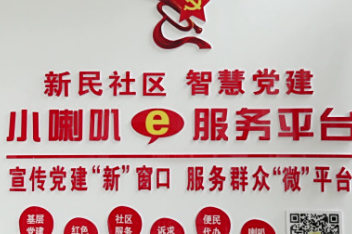 新民社区 智慧党建
小喇叭e服务平台
宣传党建“新”窗口 服务群众“微”平台
基层 社区 便民
党建 红色 服务 诉求 代办 喇叭